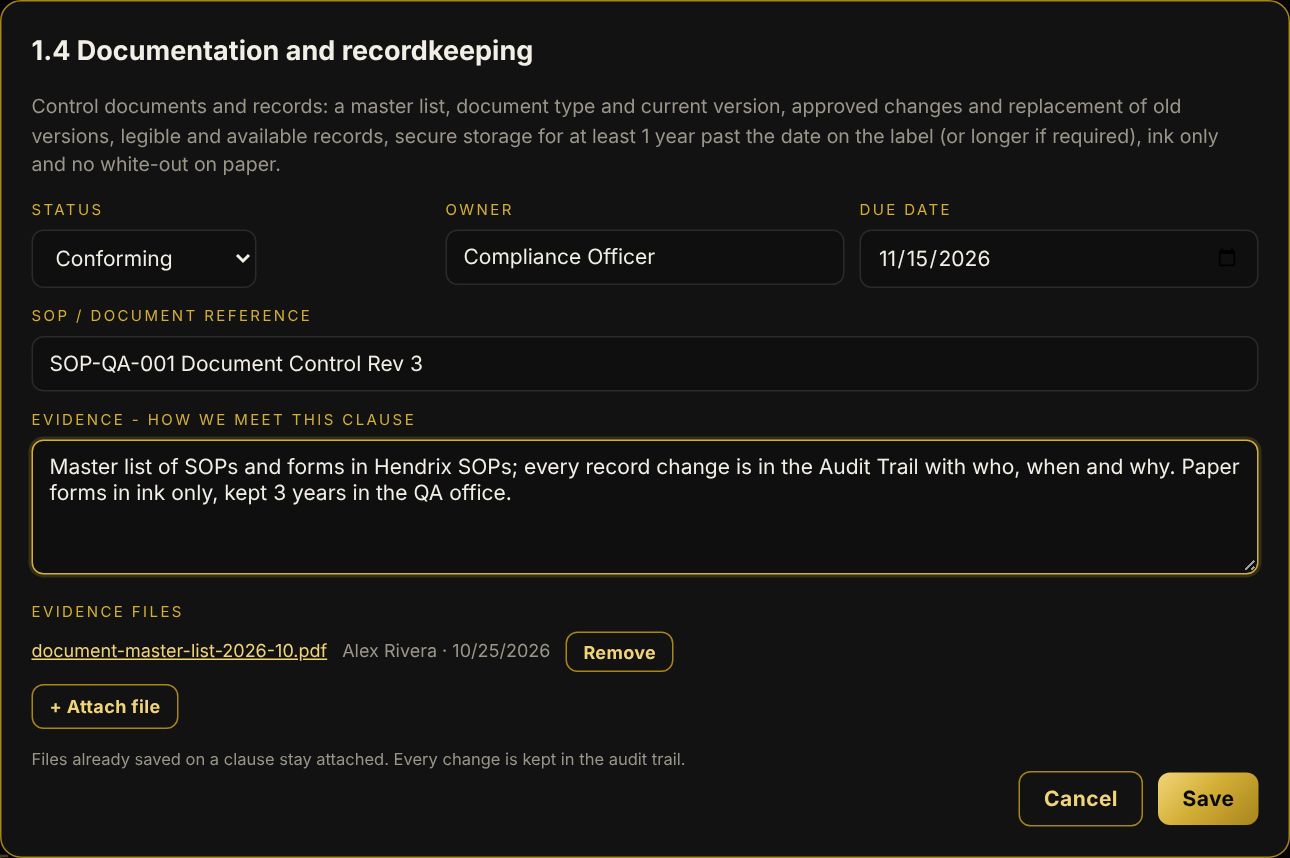 1.4 Documentation and recordkeeping
Control documents and records: a master list, document type and current version, approved changes and replacement of old
versions, legible and available records, secure storage for at least 1 year past the date on the label (or longer if required), ink only
and no white-out on paper.
STATUS
OWNER
DUE DATE
Conforming
Compliance Officer
11/15/2026
SOP / DOCUMENT REFERENCE
SOP-QA-001 Document Control Rev 3
EVIDENCE - HOW WE MEET THIS CLAUSE
Master list of SOPs and forms in Hendrix SOPs; every record change is in the Audit Trail with who, when and why. Paper
forms in ink only, kept 3 years in the QA office.
EVIDENCE FILES
document-master-list-2026-10.pdf Alex Rivera · 10/25/2026 Remove
+ Attach file
Files already saved on a clause stay attached. Every change is kept in the audit trail.
Cancel
Save